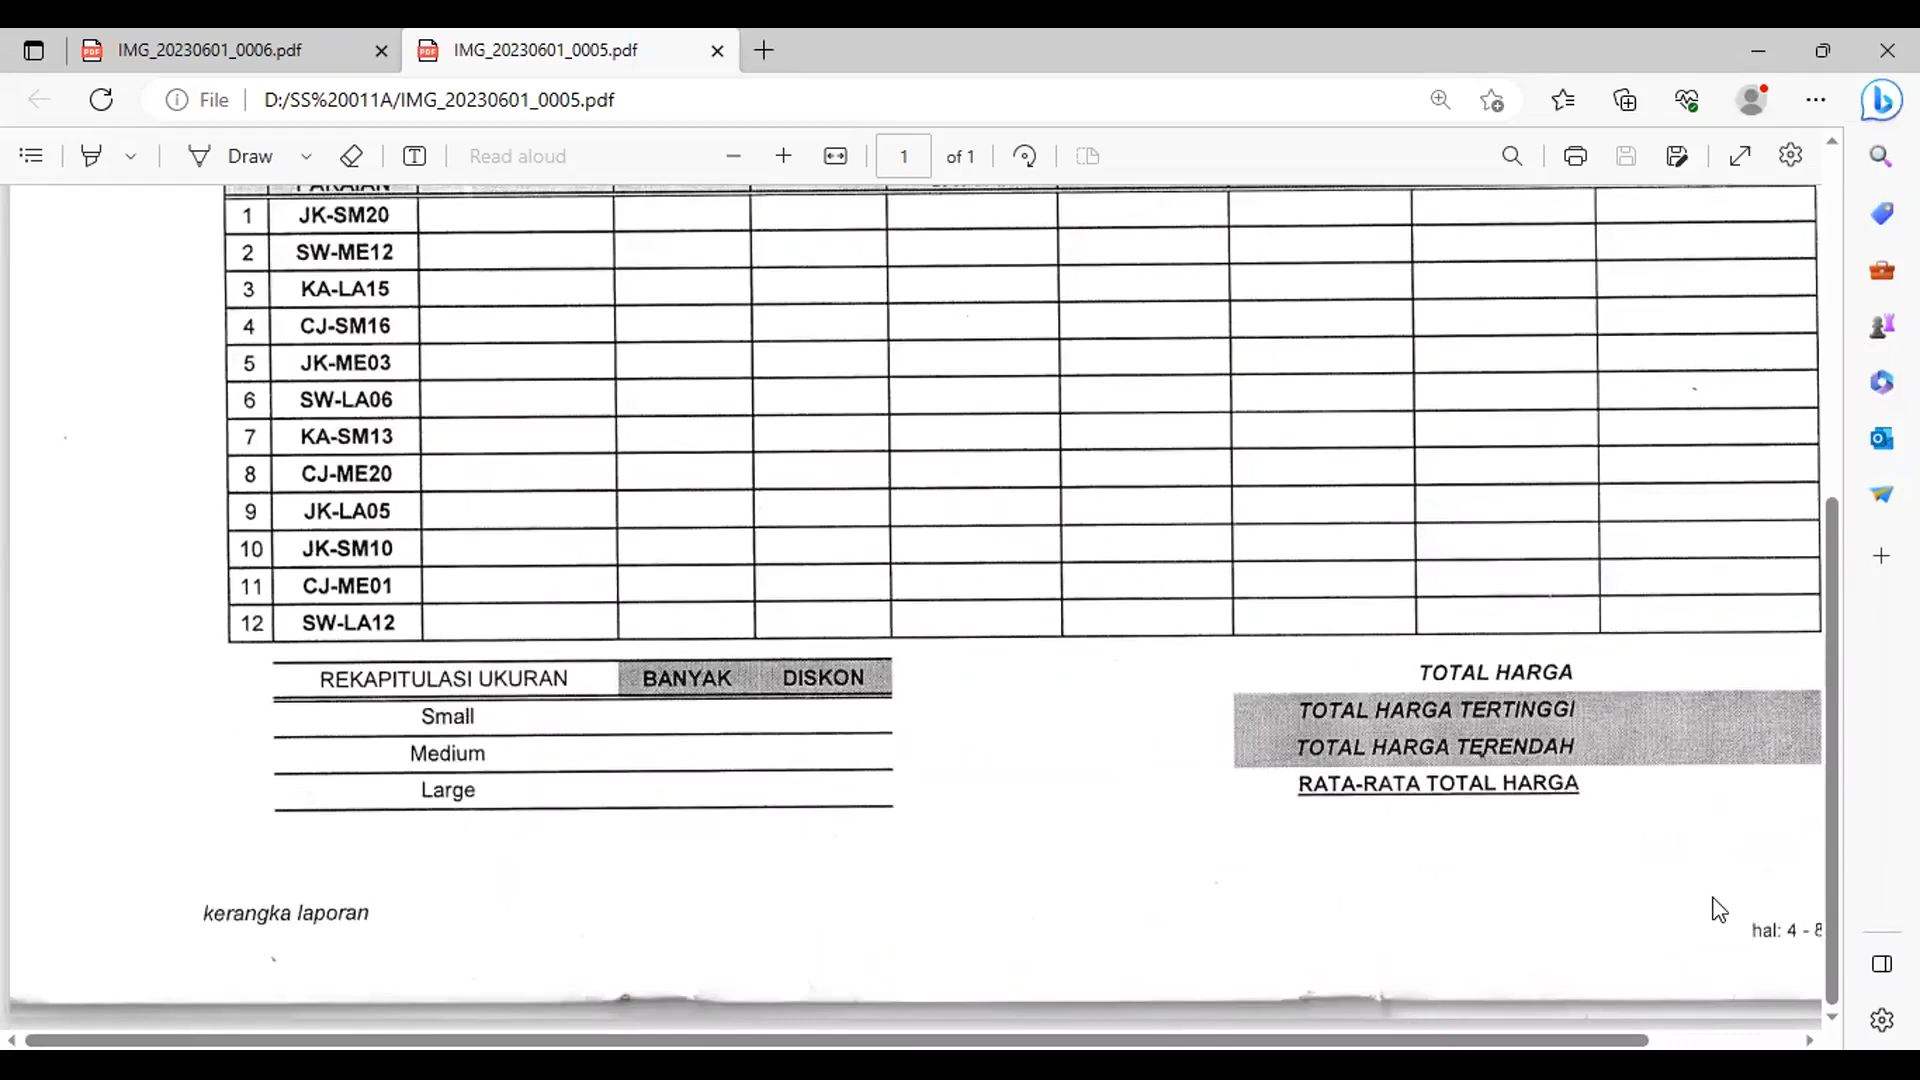 IMG_20230601_0006.pdf
IMG_20230601_0005.pdf
File
D:/SS%20011A/IMG_20230601_0005.pdf
Draw
Read aloud
1 of 1
PAKAIAN
1 JK-SM20
2 SW-ME12
3 KA-LA15
4 CJ-SM16
5 JK-ME03
6 SW-LA06
7 KA-SM13
8 CJ-ME20
9 JK-LA05
10 JK-SM10
11 CJ-ME01
12 SW-LA12
REKAPITULASI UKURAN BANYAK DISKON
Small
Medium
Large
TOTAL HARGA
TOTAL HARGA TERTINGGI
TOTAL HARGA TERENDAH
RATA-RATA TOTAL HARGA
kerangka laporan
hal: 4 - 8